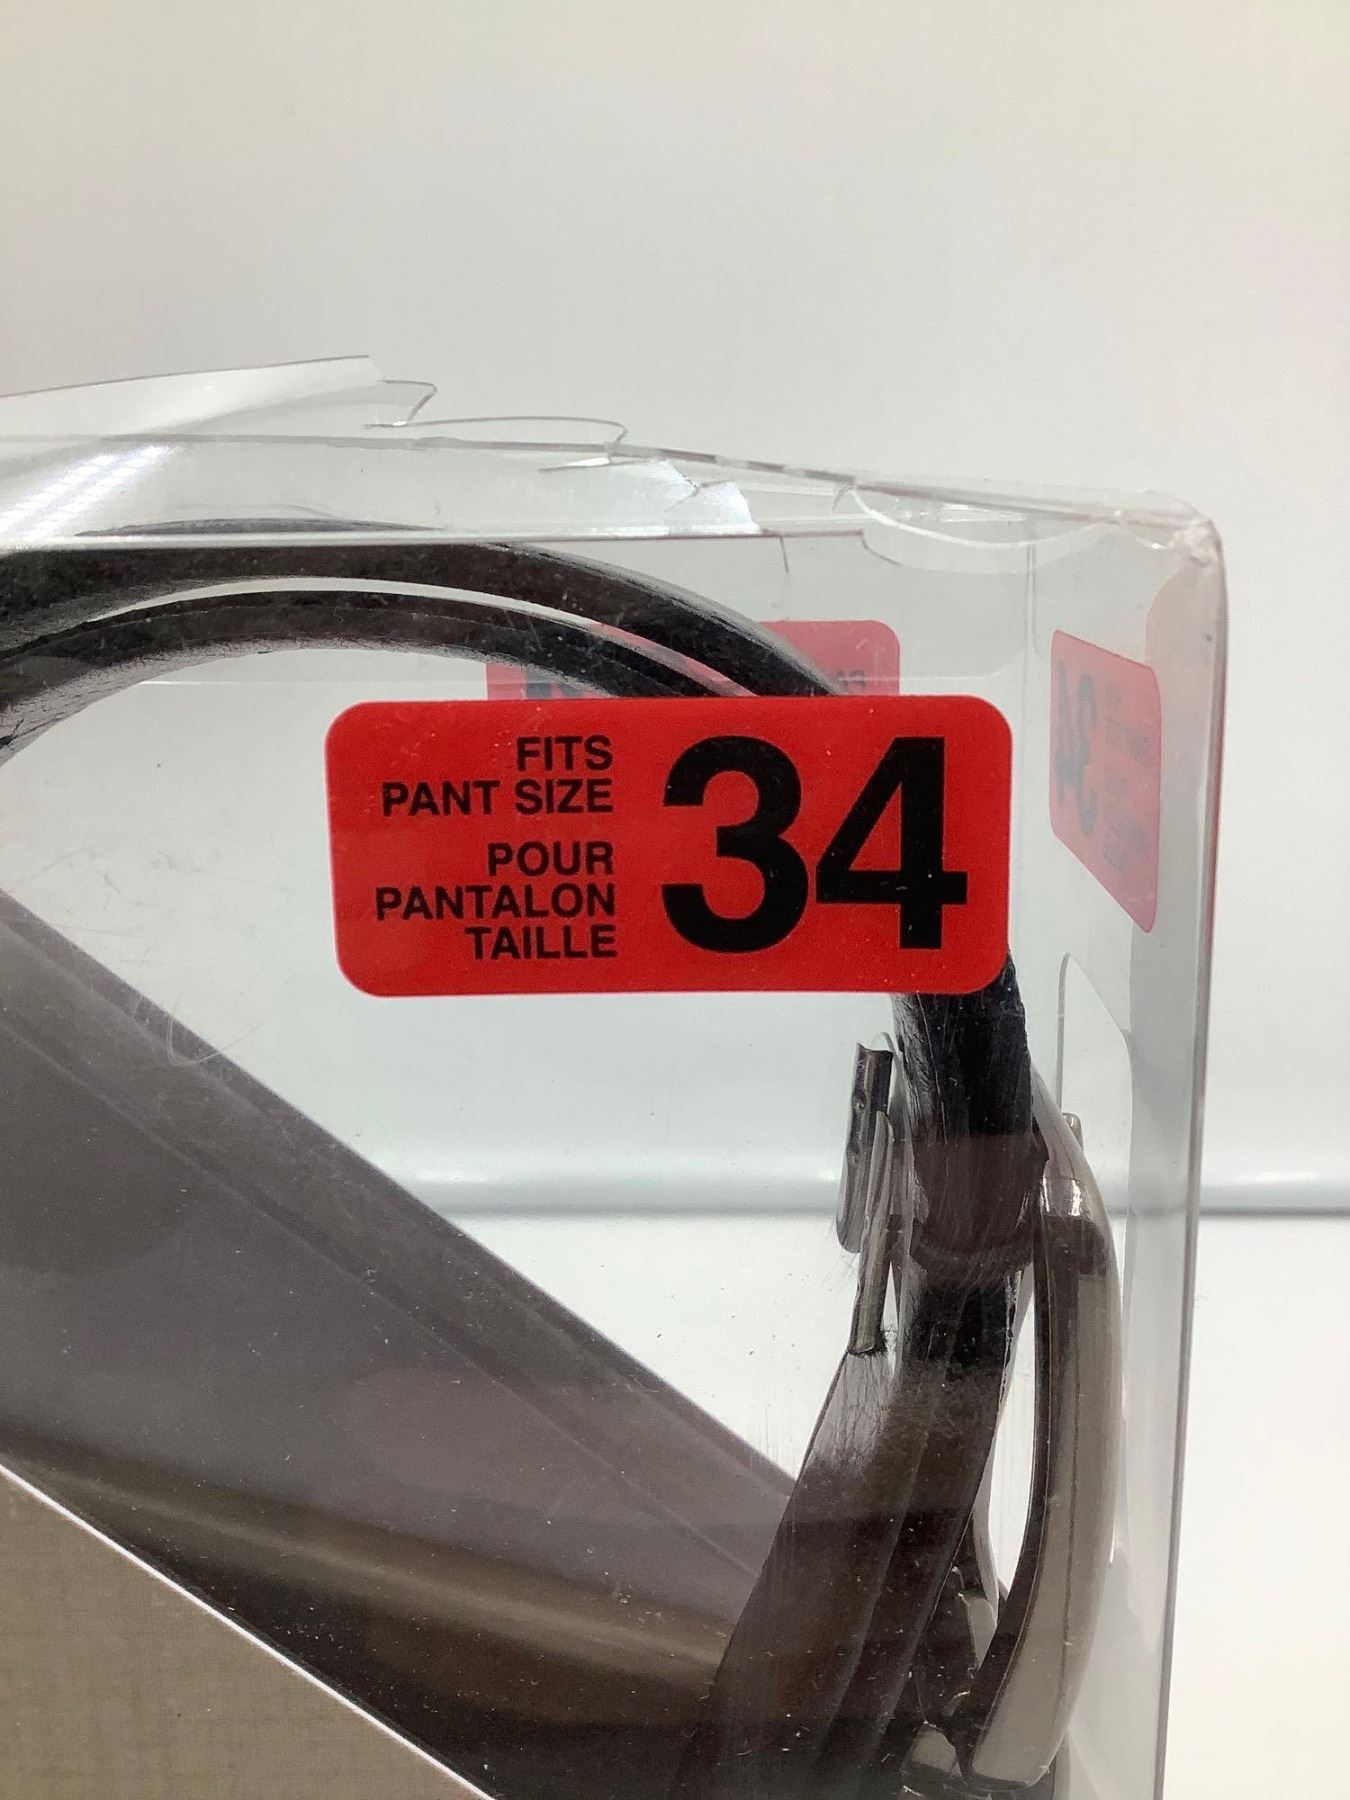 FITS
PANT SIZE
POUR
PANTALON
TAILLE
34